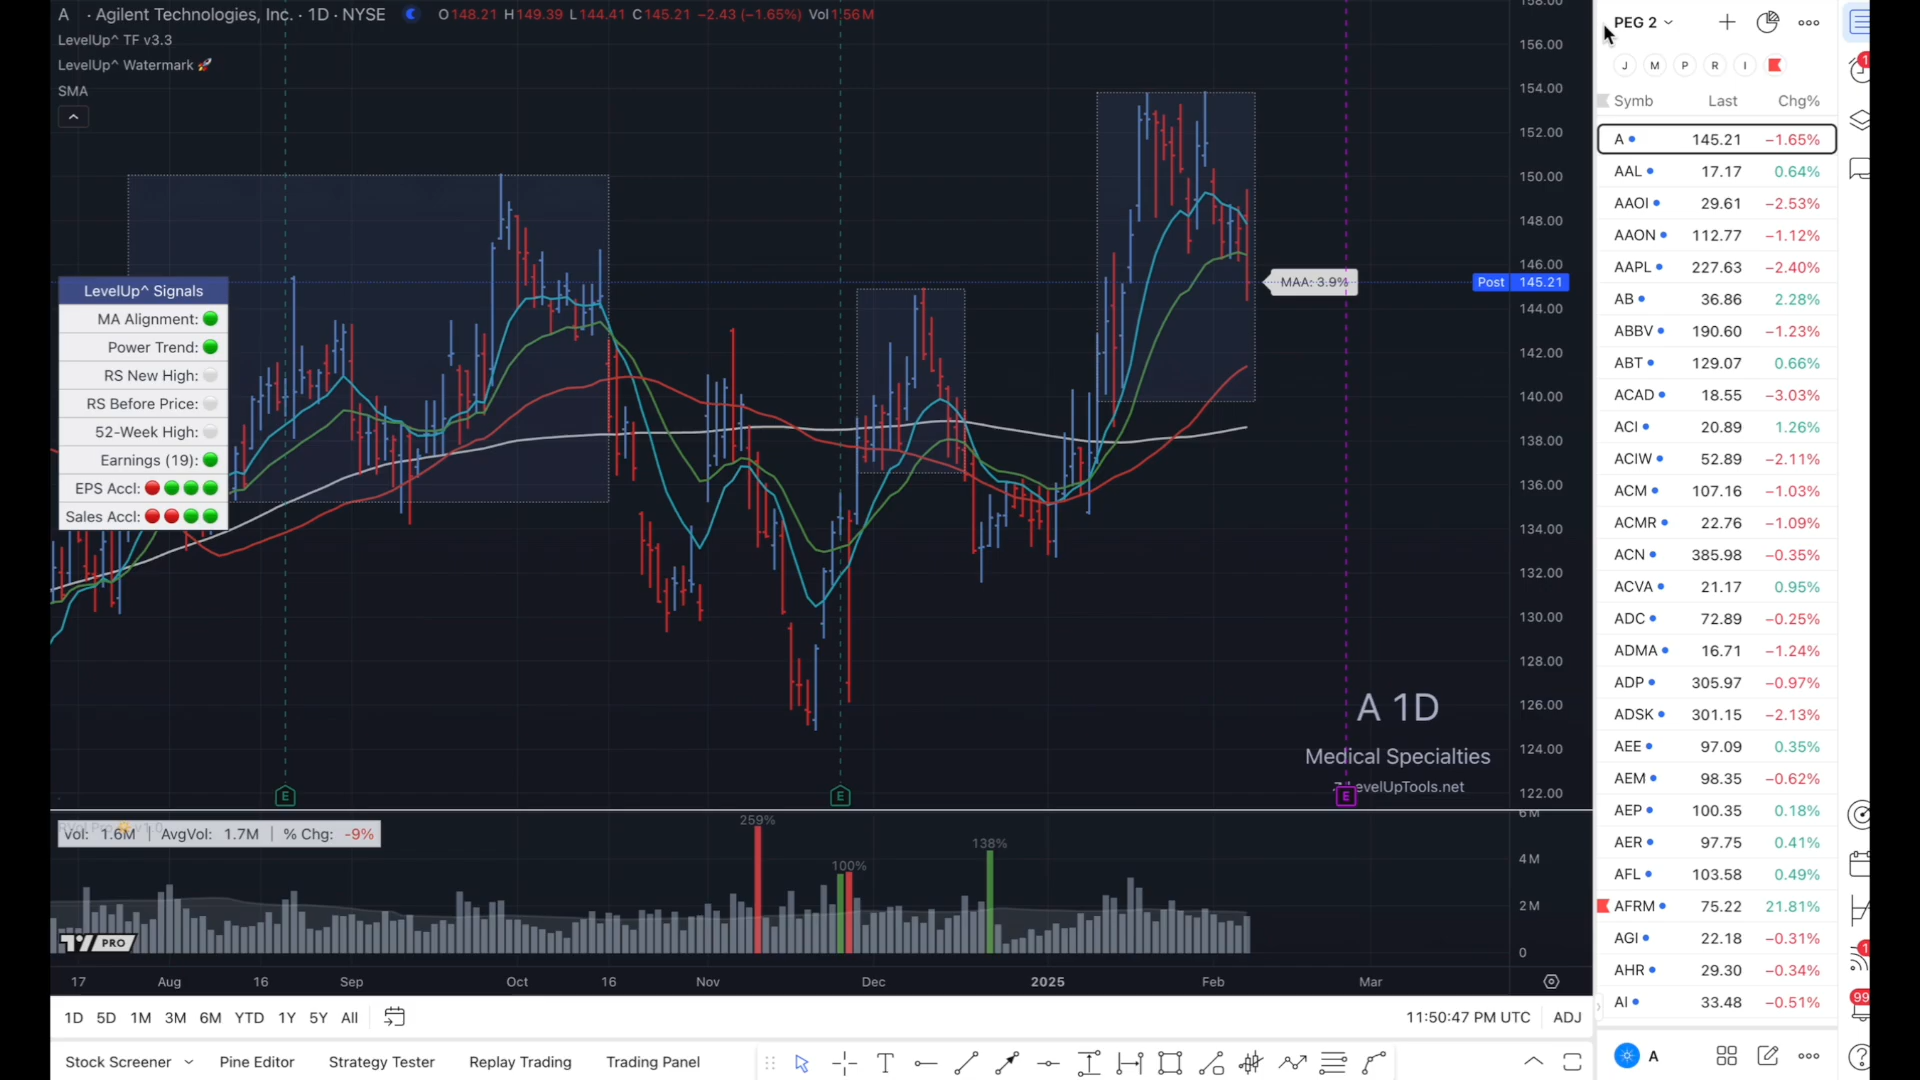 A · Agilent Technologies, Inc. · 1D · NYSE O148.21 H149.39 L144.41 C145.21 −2.43 (−1.65%) Vol1.56M
LevelUp^ TF v3.3
LevelUp^ Watermark 🚀
SMA
LevelUp^ Signals
MA Alignment:
Power Trend:
RS New High:
RS Before Price:
52-Week High:
Earnings (19):
EPS Accl:
Sales Accl:
MAA: 3.9%
Post 145.21
158.00
156.00
154.00
152.00
150.00
148.00
146.00
144.00
142.00
140.00
138.00
136.00
134.00
132.00
130.00
128.00
126.00
124.00
122.00
A 1D
Medical Specialties
evelUpTools.net
E
E
E
Vol: 1.6M | AvgVol: 1.7M | % Chg: -9%
259%
100%
138%
6M
4M
2M
0
PRO
17 Aug 16 Sep Oct 16 Nov Dec 2025 Feb Mar
1D 5D 1M 3M 6M YTD 1Y 5Y All
11:50:47 PM UTC ADJ
Stock Screener Pine Editor Strategy Tester Replay Trading Trading Panel
PEG 2
J M P R I
Symb Last Chg%
A 145.21 −1.65%
AAL 17.17 0.64%
AAOI 29.61 −2.53%
AAON 112.77 −1.12%
AAPL 227.63 −2.40%
AB 36.86 2.28%
ABBV 190.60 −1.23%
ABT 129.07 0.66%
ACAD 18.55 −3.03%
ACI 20.89 1.26%
ACIW 52.89 −2.11%
ACM 107.16 −1.03%
ACMR 22.76 −1.09%
ACN 385.98 −0.35%
ACVA 21.17 0.95%
ADC 72.89 −0.25%
ADMA 16.71 −1.24%
ADP 305.97 −0.97%
ADSK 301.15 −2.13%
AEE 97.09 0.35%
AEM 98.35 −0.62%
AEP 100.35 0.18%
AER 97.75 0.41%
AFL 103.58 0.49%
AFRM 75.22 21.81%
AGI 22.18 −0.31%
AHR 29.30 −0.34%
AI 33.48 −0.51%
A
1
1
99